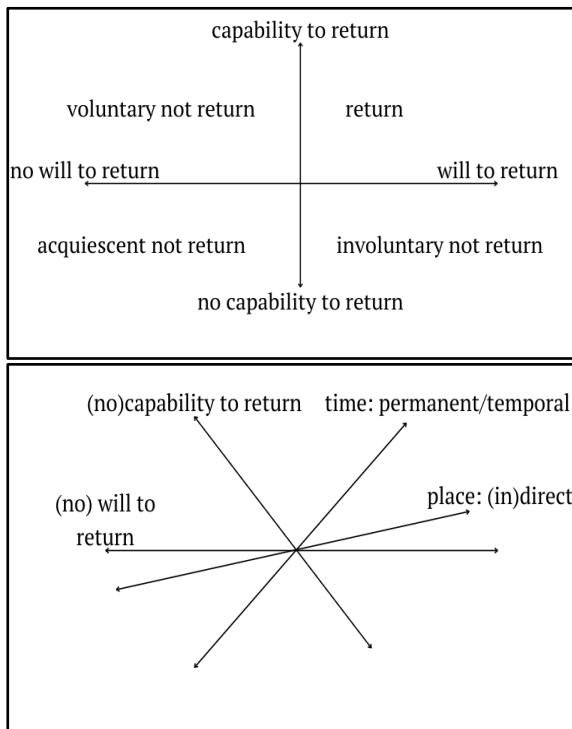 capability to return
voluntary not return
return
no will to return
will to return
acquiescent not return
involuntary not return
no capability to return
(no)capability to return
time: permanent/temporal
(no) will to
return
place: (in)direct